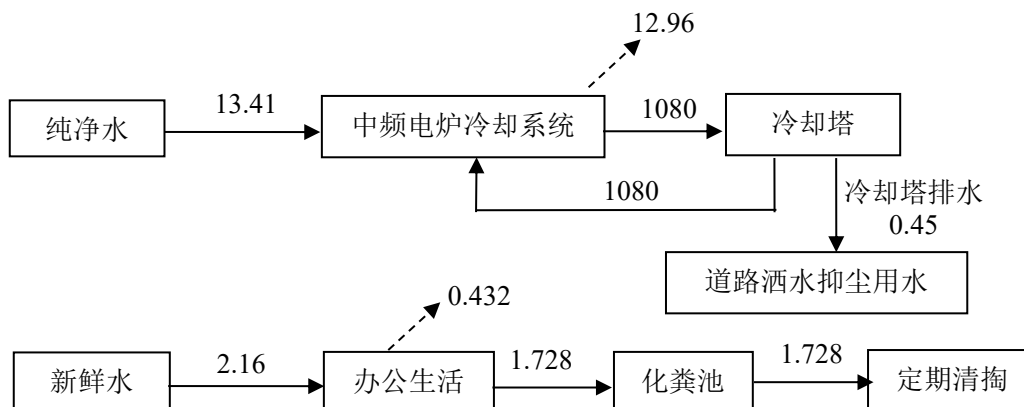 12.96
纯净水
13.41
中频电炉冷却系统
1080
冷却塔
1080
冷却塔排水
0.45
道路洒水抑尘用水
0.432
新鲜水
2.16
办公生活
1.728
化粪池
1.728
定期清掏